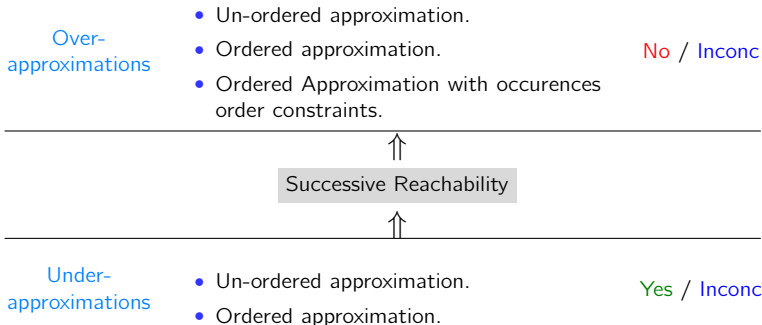 Over-
approximations
• Un-ordered approximation.
• Ordered approximation.
• Ordered Approximation with occurences
order constraints.
No / Inconc
⇑
Successive Reachability
⇑
Under-
approximations
• Un-ordered approximation.
• Ordered approximation.
Yes / Inconc